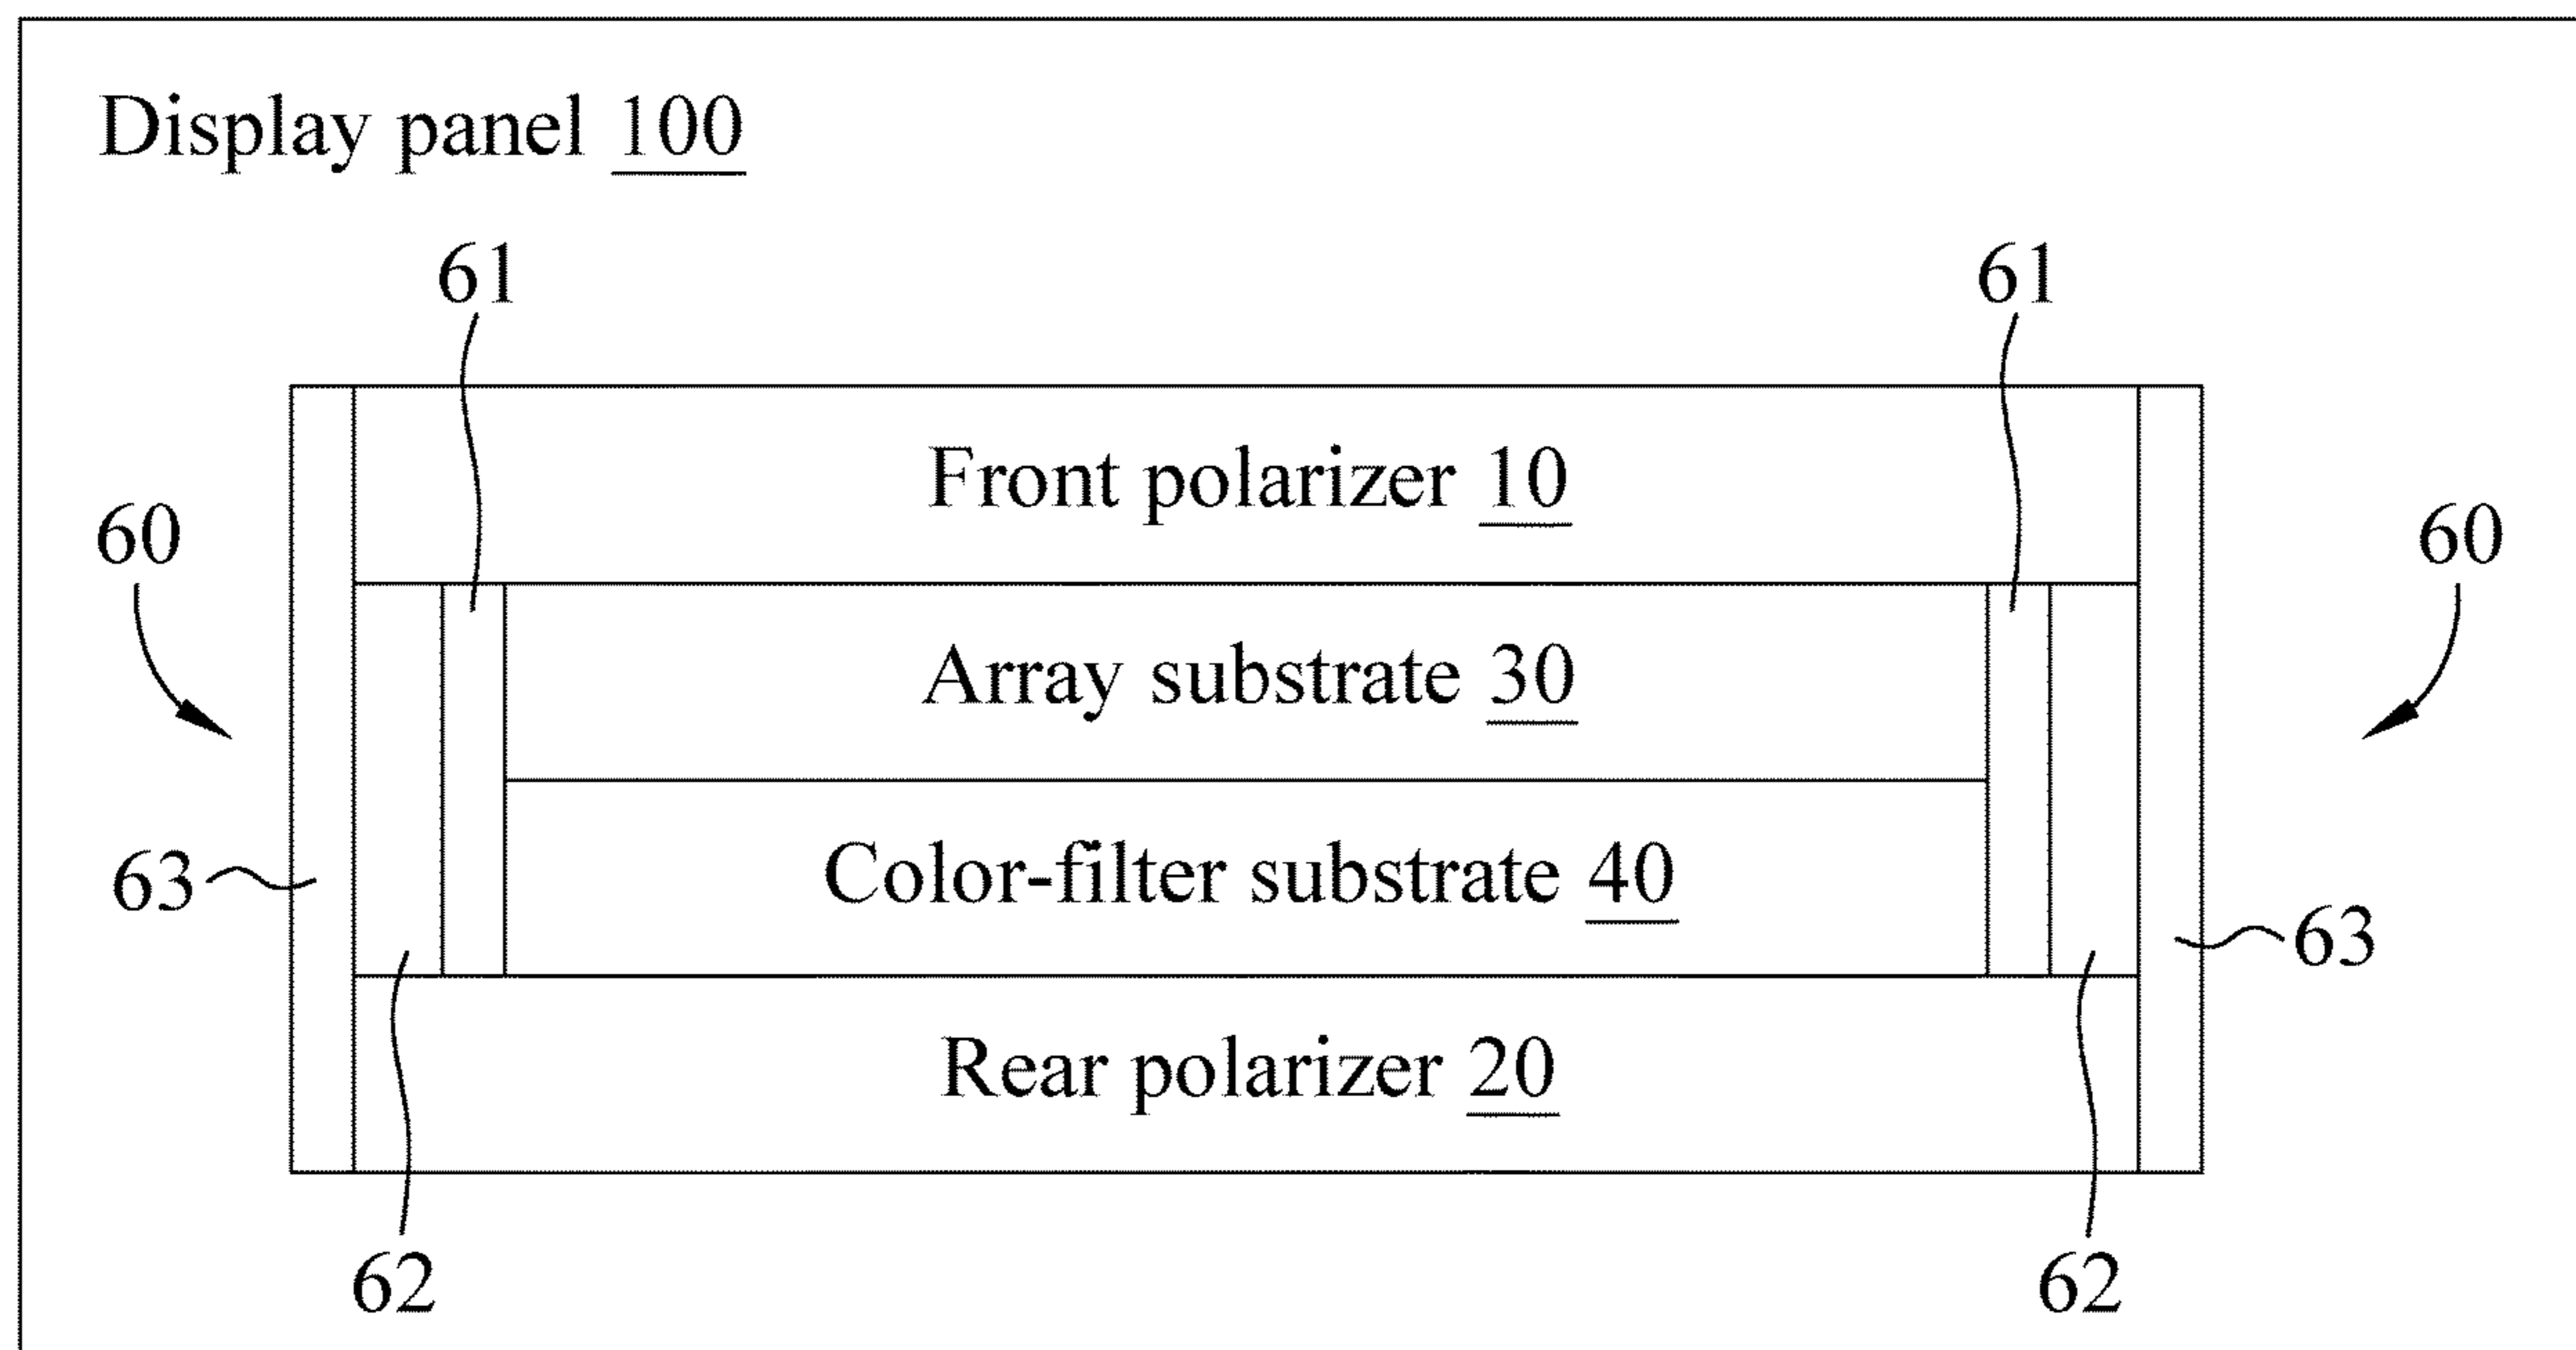 Display panel 100
61 61
Front polarizer 10
60 60
Array substrate 30
Color-filter substrate 40
63 63
Rear polarizer 20
62 62